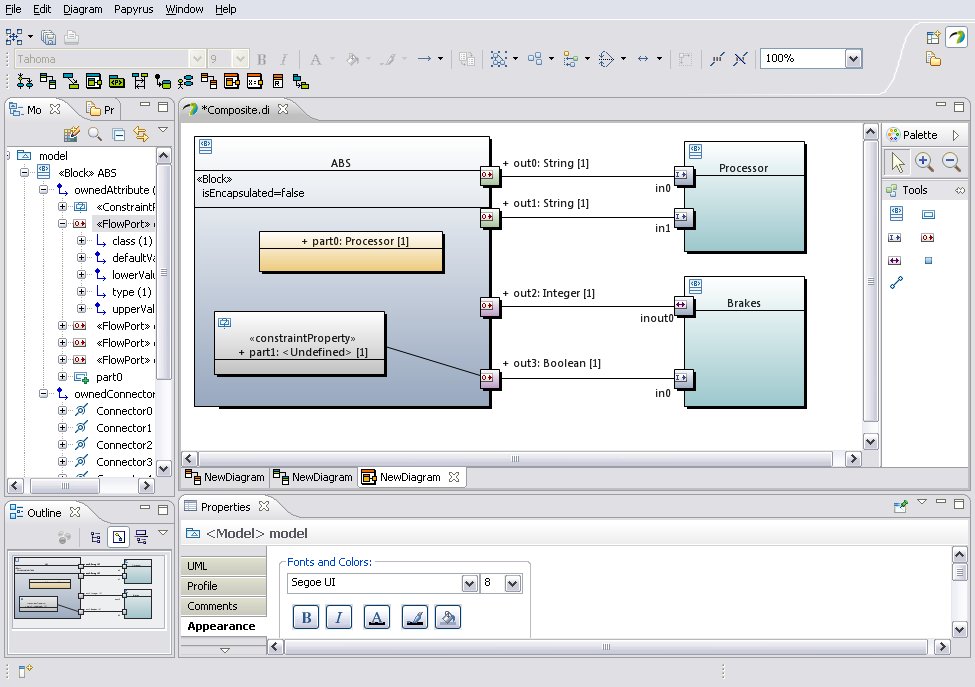 File Edit Diagram Papyrus Window Help
Tahoma 9 B I A 100%
Mo Pr
*Composite.di
model
«Block» ABS
ownedAttribute (
«ConstraintP
«FlowPort»
class (1)
defaultVa
lowerValu
type (1)
upperVal
«FlowPort»
«FlowPort»
«FlowPort»
part0
ownedConnector
Connector0
Connector1
Connector2
Connector3
ABS
«Block»
isEncapsulated=false
+ part0: Processor [1]
«constraintProperty»
+ part1: <Undefined> [1]
+ out0: String [1]
in0
+ out1: String [1]
in1
+ out2: Integer [1]
inout0
+ out3: Boolean [1]
in0
Processor
Brakes
Palette
Tools
NewDiagram NewDiagram NewDiagram
Outline
Properties
<Model> model
UML
Profile
Comments
Appearance
Fonts and Colors:
Segoe UI 8
B I A